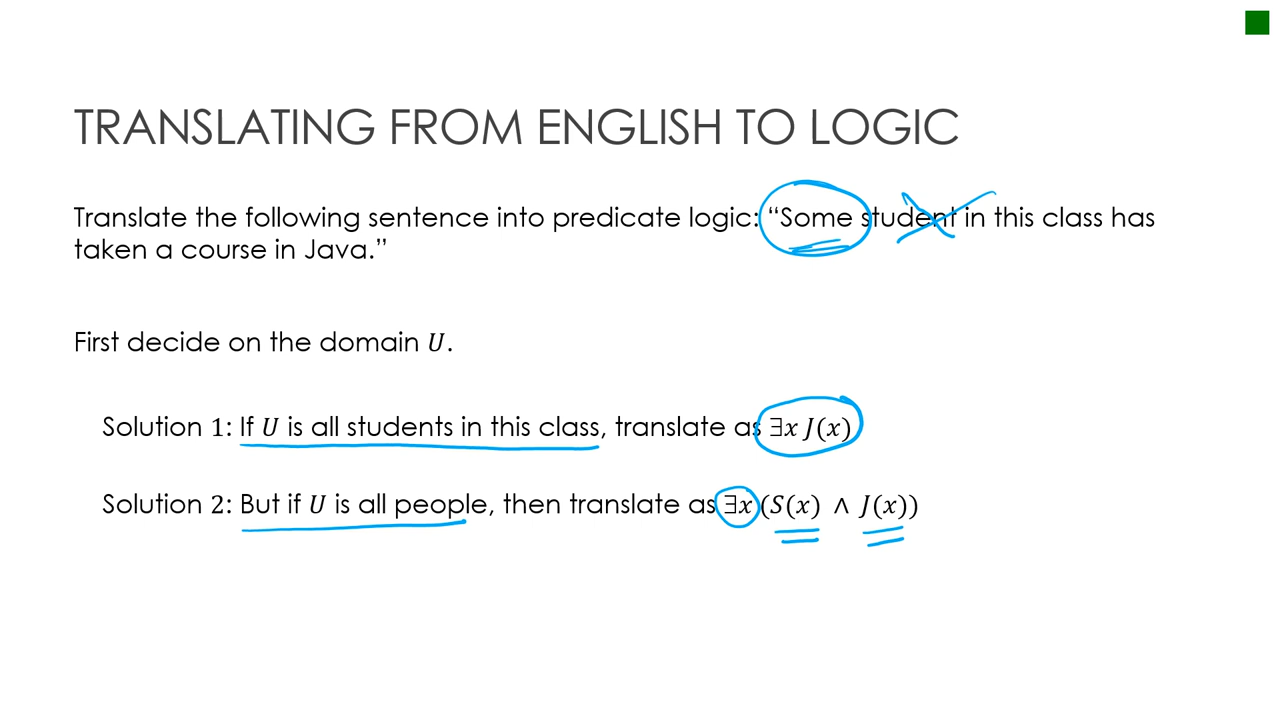 TRANSLATING FROM ENGLISH TO LOGIC
Translate the following sentence into predicate logic: “Some student in this class has
taken a course in Java.”
First decide on the domain 𝑈.
Solution 1: If 𝑈 is all students in this class, translate as ∃𝑥 𝐽(𝑥)
Solution 2: But if 𝑈 is all people, then translate as ∃𝑥 (𝑆(𝑥) ∧ 𝐽(𝑥))